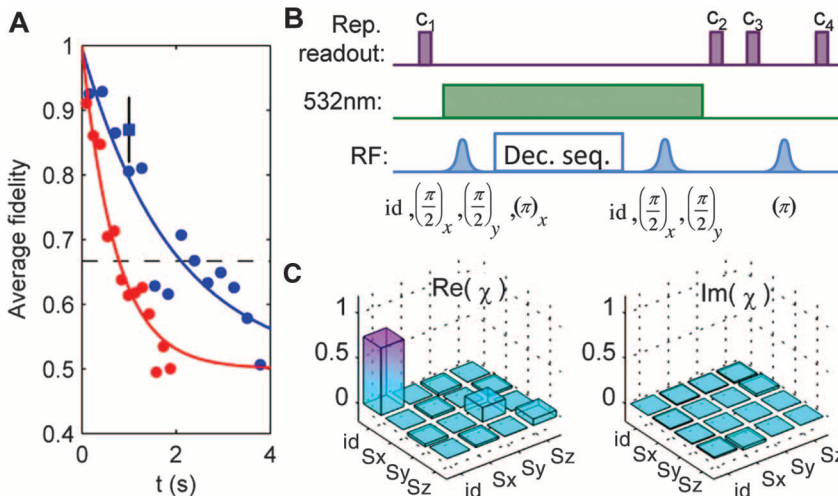 A
1
0.9
0.8
0.7
0.6
0.5
0.4
Average fidelity
0
2
4
t (s)
B
Rep. readout:
c1
c2
c3
c4
532nm:
RF:
Dec. seq.
id ,(π/2)x ,(π/2)y ,(π)x
id ,(π/2)x ,(π/2)y
(π)
C
Re( χ )
1
0.5
0
id
Sx
Sy
Sz
id
Sx
Sy
Sz
Im( χ )
1
0.5
0
id
Sx
Sy
Sz
id
Sx
Sy
Sz